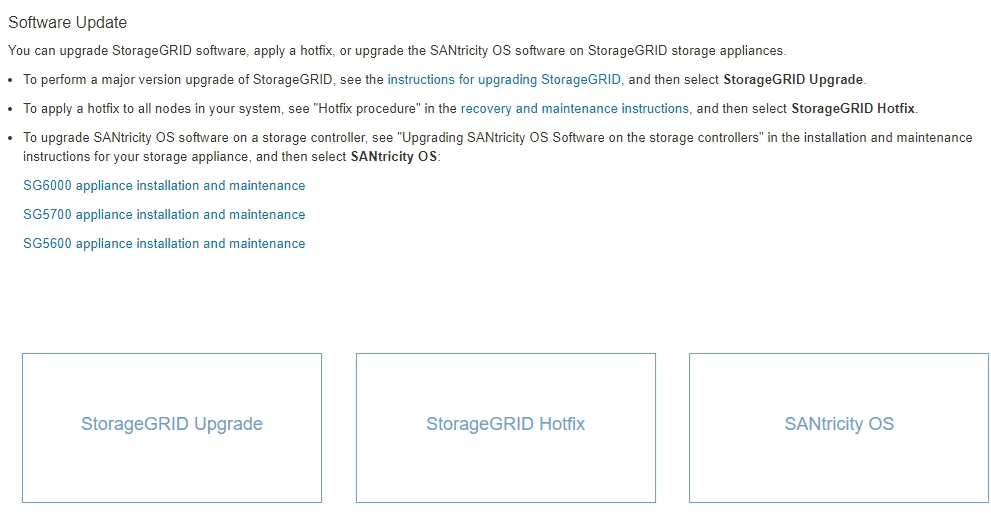 Software Update
You can upgrade StorageGRID software, apply a hotfix, or upgrade the SANtricity OS software on StorageGRID storage appliances.
• To perform a major version upgrade of StorageGRID, see the instructions for upgrading StorageGRID, and then select StorageGRID Upgrade.
• To apply a hotfix to all nodes in your system, see "Hotfix procedure" in the recovery and maintenance instructions, and then select StorageGRID Hotfix.
• To upgrade SANtricity OS software on a storage controller, see "Upgrading SANtricity OS Software on the storage controllers" in the installation and maintenance
instructions for your storage appliance, and then select SANtricity OS:
SG6000 appliance installation and maintenance
SG5700 appliance installation and maintenance
SG5600 appliance installation and maintenance
StorageGRID Upgrade
StorageGRID Hotfix
SANtricity OS